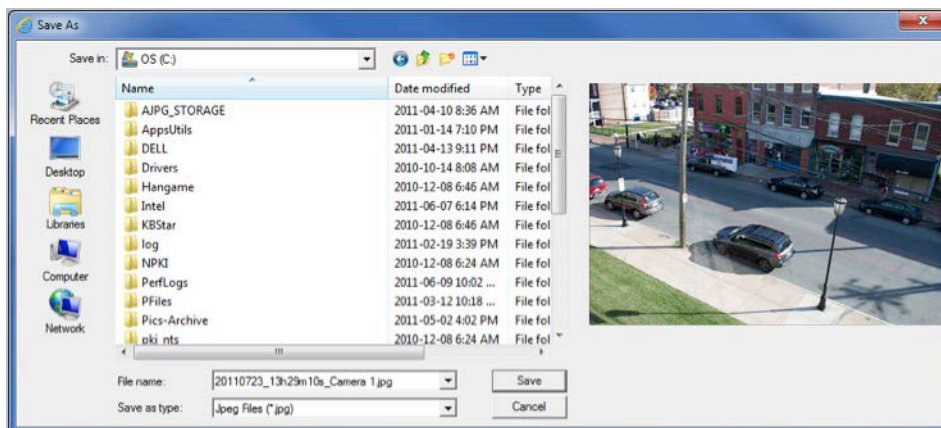 Save As
Save in: OS (C:)
Name Date modified Type
Recent Places
Desktop
Libraries
Computer
Network
AJPG_STORAGE 2011-04-10 8:36 AM File fol
AppsUtils 2011-01-14 7:10 PM File fol
DELL 2011-04-13 9:11 PM File fol
Drivers 2010-10-14 8:08 AM File fol
Hangame 2010-12-08 6:46 AM File fol
Intel 2011-06-07 6:14 PM File fol
KBStar 2010-12-08 6:46 AM File fol
log 2011-02-19 3:39 PM File fol
NPKI 2010-12-08 6:24 AM File fol
PerfLogs 2011-06-09 10:02 ... File fol
PFiles 2011-03-12 10:18 ... File fol
Pics-Archive 2011-05-02 4:02 PM File fol
pki_nts 2010-12-08 6:24 AM File fol
File name: 20110723_13h29m10s_Camera 1.jpg Save
Save as type: Jpeg Files (*.jpg) Cancel